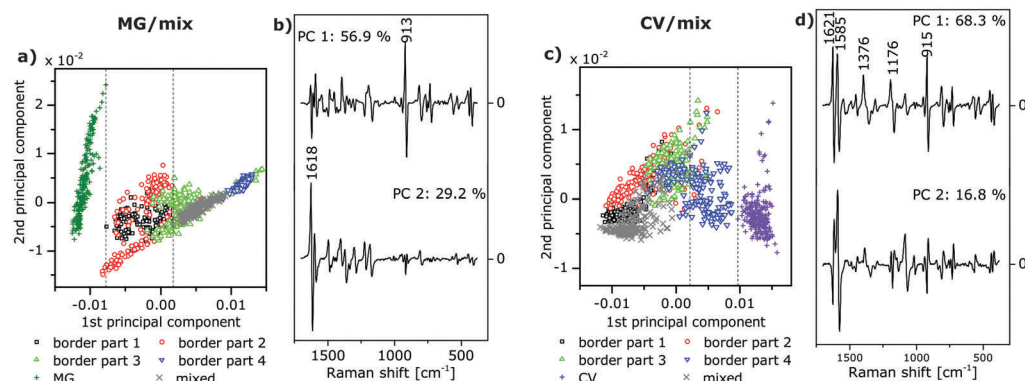 MG/mix
CV/mix
a)
x 10⁻²
2nd principal component
2
1
0
-1
-0.01
0.00
0.01
1st principal component
border part 1
border part 2
border part 3
border part 4
MG
mixed
b)
PC 1: 56.9 %
913
0
1618
PC 2: 29.2 %
0
1500
1000
500
Raman shift [cm⁻¹]
c)
x 10⁻²
2nd principal component
1
0
-1
-0.01
0.00
0.01
1st principal component
border part 1
border part 2
border part 3
border part 4
CV
mixed
d)
PC 1: 68.3 %
1621
1585
1376
1176
915
0
PC 2: 16.8 %
0
1500
1000
500
Raman shift [cm⁻¹]